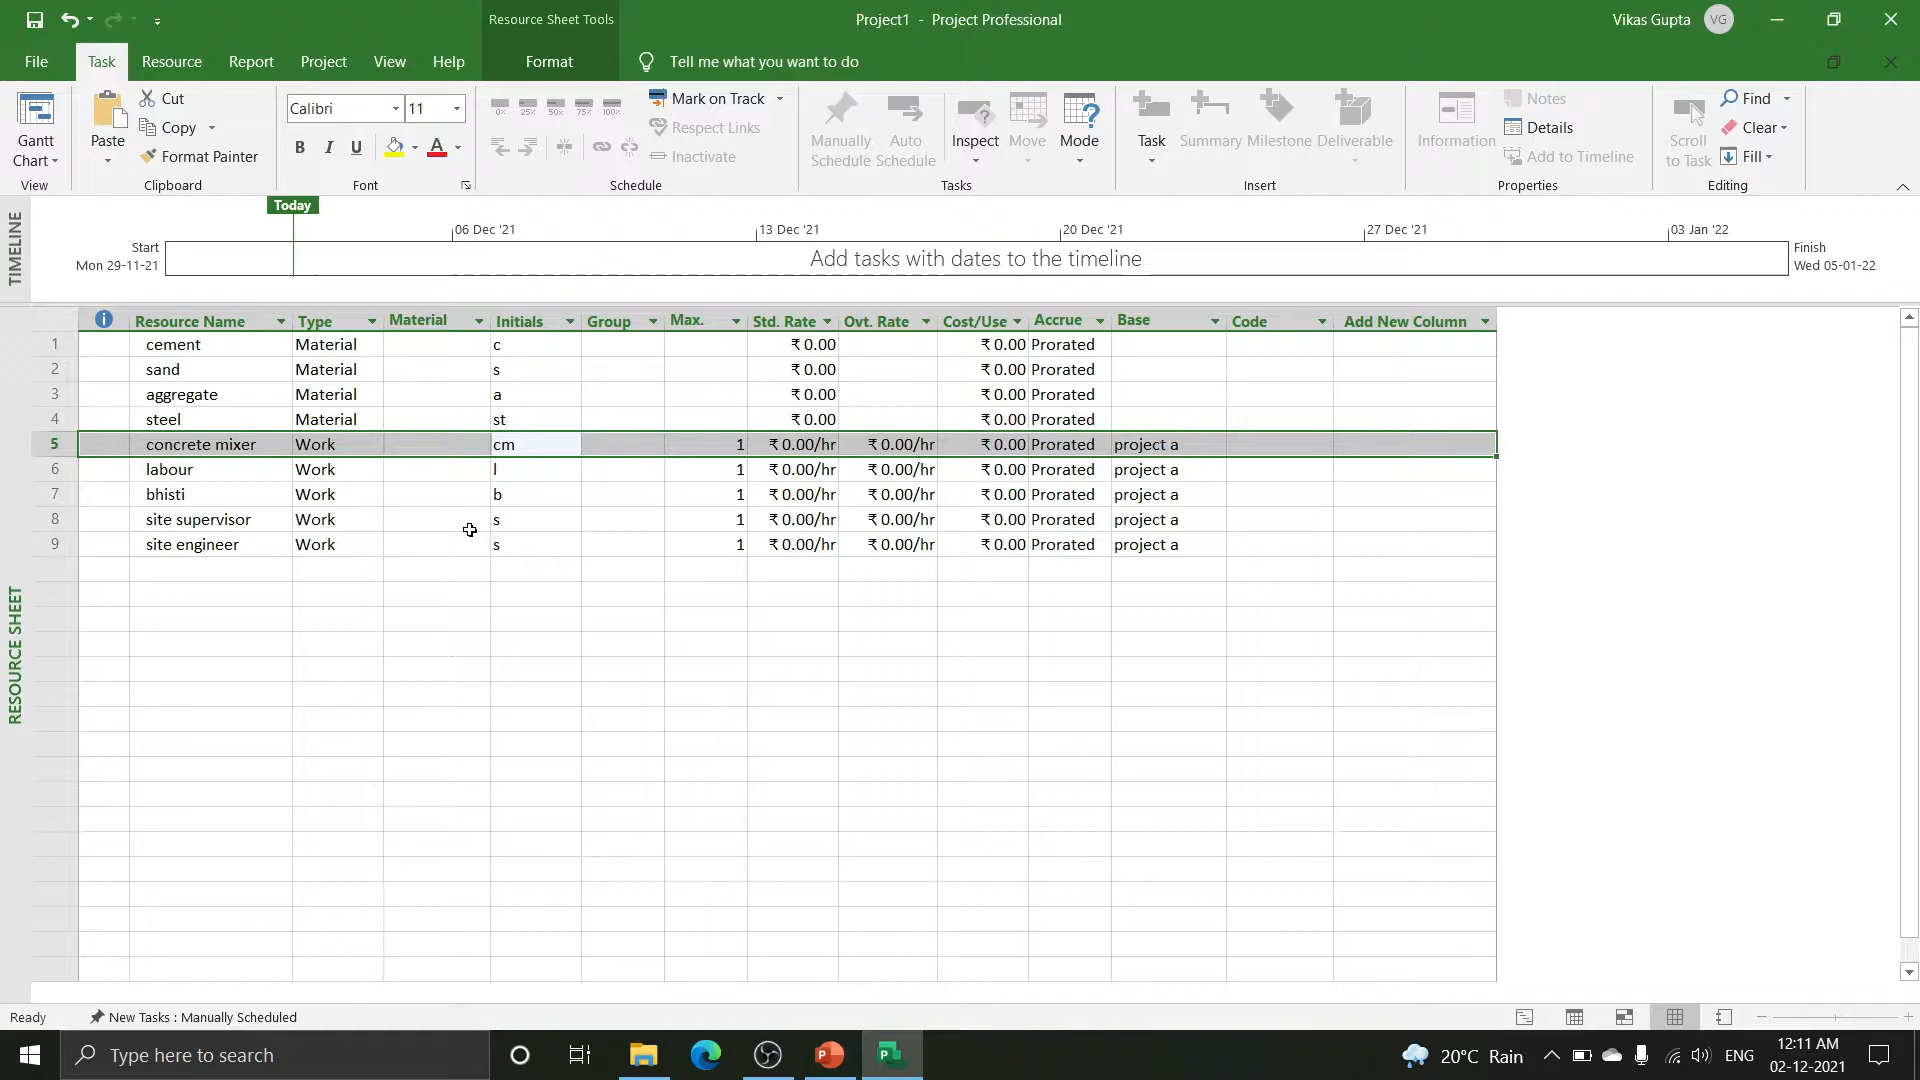 Resource Sheet Tools
Project1 - Project Professional
Vikas Gupta VG
File Task Resource Report Project View Help Format Tell me what you want to do
Gantt Chart
View
Paste
Cut
Copy
Format Painter
Clipboard
Calibri 11
B I U A
Font
0% 25% 50% 75% 100%
Mark on Track
Respect Links
Inactivate
Schedule
Manually Schedule
Auto Schedule
Inspect
Move
Mode
Tasks
Task
Summary
Milestone
Deliverable
Insert
Information
Notes
Details
Add to Timeline
Properties
Scroll to Task
Find
Clear
Fill
Editing
TIMELINE
Today
06 Dec '21 13 Dec '21 20 Dec '21 27 Dec '21 03 Jan '22
Start
Mon 29-11-21
Add tasks with dates to the timeline
Finish
Wed 05-01-22
RESOURCE SHEET
Resource Name Type Material Initials Group Max. Std. Rate Ovt. Rate Cost/Use Accrue Base Code Add New Column
1 cement Material c ₹ 0.00 ₹ 0.00 Prorated
2 sand Material s ₹ 0.00 ₹ 0.00 Prorated
3 aggregate Material a ₹ 0.00 ₹ 0.00 Prorated
4 steel Material st ₹ 0.00 ₹ 0.00 Prorated
5 concrete mixer Work cm 1 ₹ 0.00/hr ₹ 0.00/hr ₹ 0.00 Prorated project a
6 labour Work l 1 ₹ 0.00/hr ₹ 0.00/hr ₹ 0.00 Prorated project a
7 bhisti Work b 1 ₹ 0.00/hr ₹ 0.00/hr ₹ 0.00 Prorated project a
8 site supervisor Work s 1 ₹ 0.00/hr ₹ 0.00/hr ₹ 0.00 Prorated project a
9 site engineer Work s 1 ₹ 0.00/hr ₹ 0.00/hr ₹ 0.00 Prorated project a
Ready New Tasks : Manually Scheduled
Type here to search
20°C Rain
ENG
12:11 AM
02-12-2021